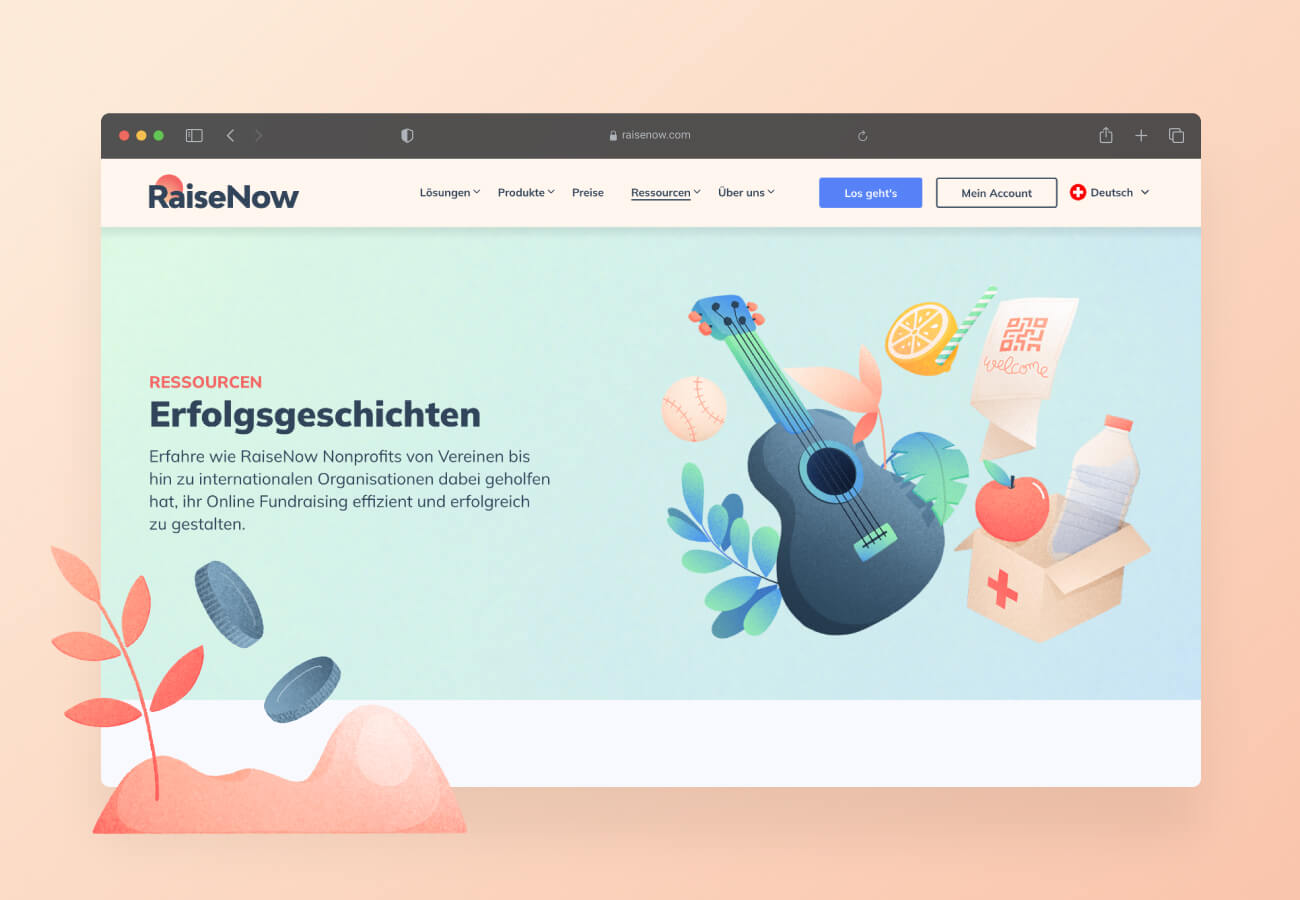 raisenow.com
RaiseNow
Lösungen Produkte Preise Ressourcen Über uns Los geht's Mein Account Deutsch
welcome
RESSOURCEN
Erfolgsgeschichten
Erfahre wie RaiseNow Nonprofits von Vereinen bis
hin zu internationalen Organisationen dabei geholfen
hat, ihr Online Fundraising effizient und erfolgreich
zu gestalten.